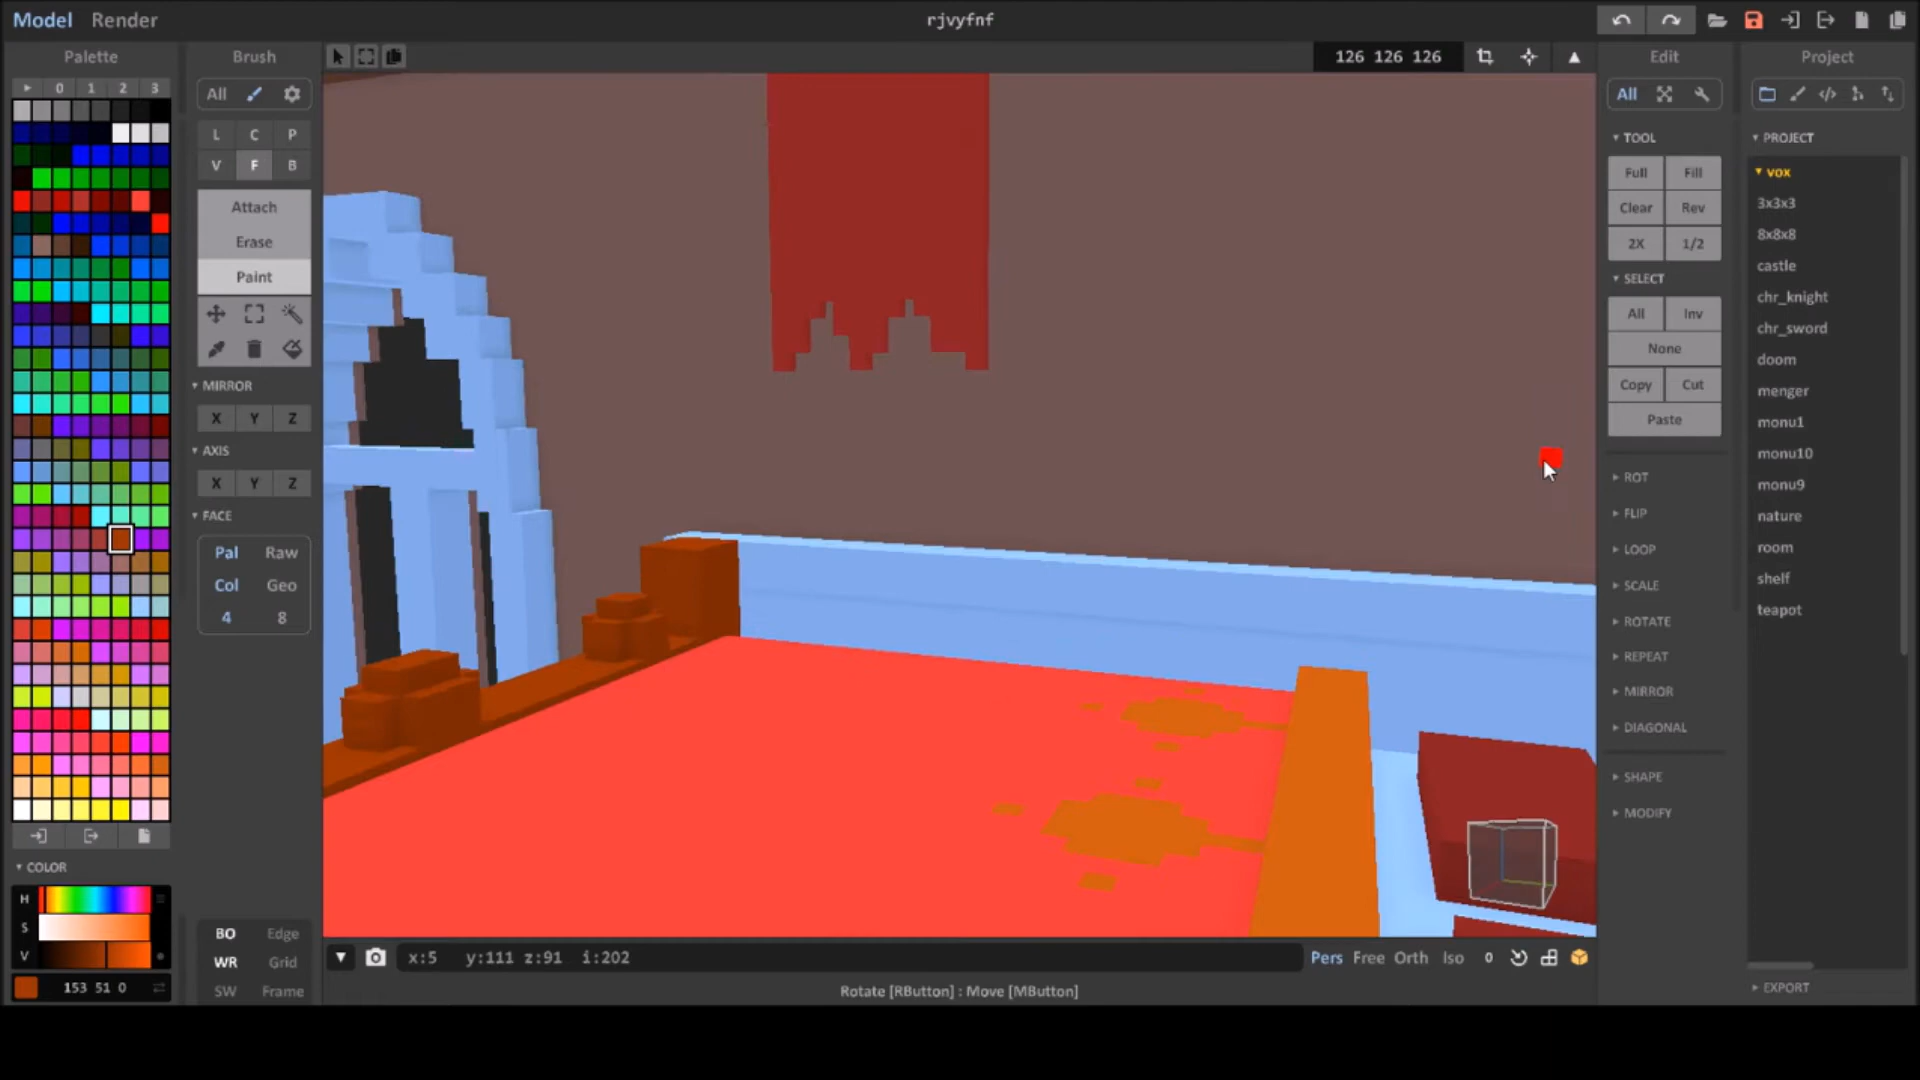 Model Render
rjvyfnf
Palette
Brush
126 126 126
Edit
Project
0 1 2 3
All
All
L C P
V F B
Attach
Erase
Paint
MIRROR
X Y Z
AXIS
X Y Z
FACE
Pal Raw
Col Geo
4 8
TOOL
Full Fill
Clear Rev
2X 1/2
SELECT
All Inv
None
Copy Cut
Paste
ROT
FLIP
LOOP
SCALE
ROTATE
REPEAT
MIRROR
DIAGONAL
SHAPE
MODIFY
PROJECT
vox
3x3x3
8x8x8
castle
chr_knight
chr_sword
doom
menger
monu1
monu10
monu9
nature
room
shelf
teapot
EXPORT
COLOR
H
S
V
153 51 0
BO Edge
WR Grid
SW Frame
x:5 y:111 z:91 i:202
Pers Free Orth Iso 0
Rotate [RButton] : Move [MButton]